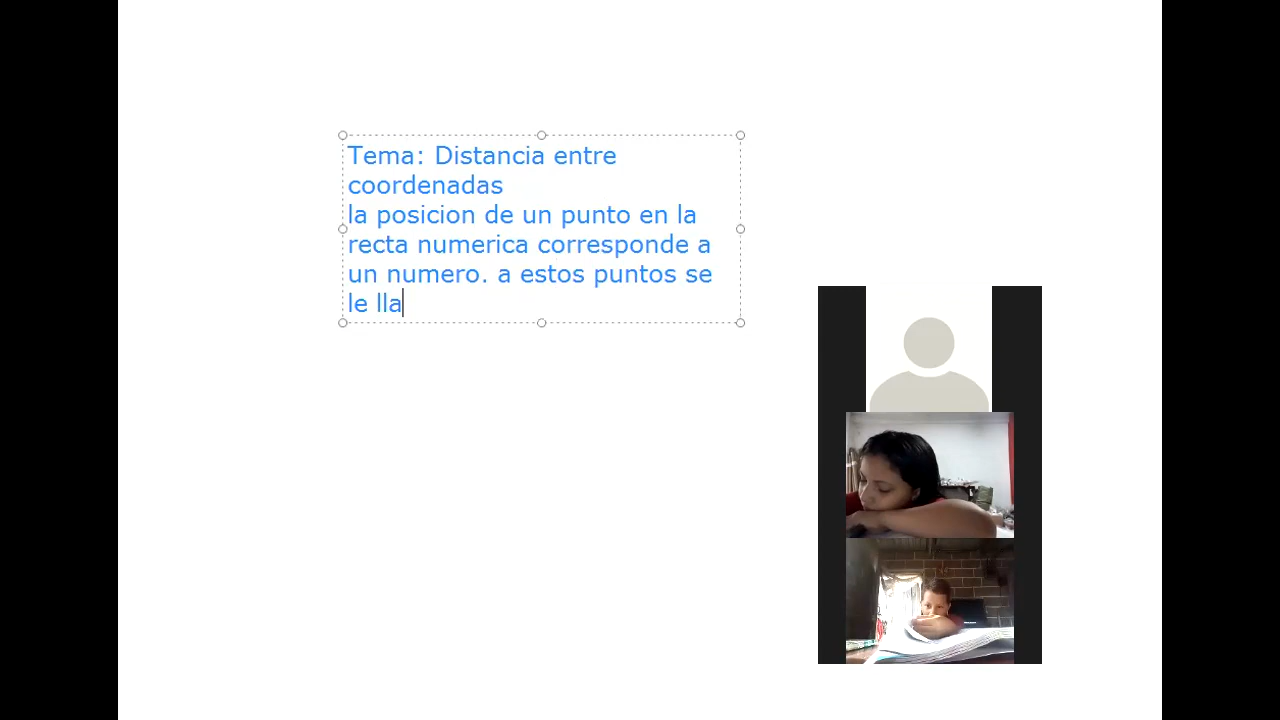 Tema: Distancia entre
coordenadas
la posicion de un punto en la
recta numerica corresponde a
un numero. a estos puntos se
le lla